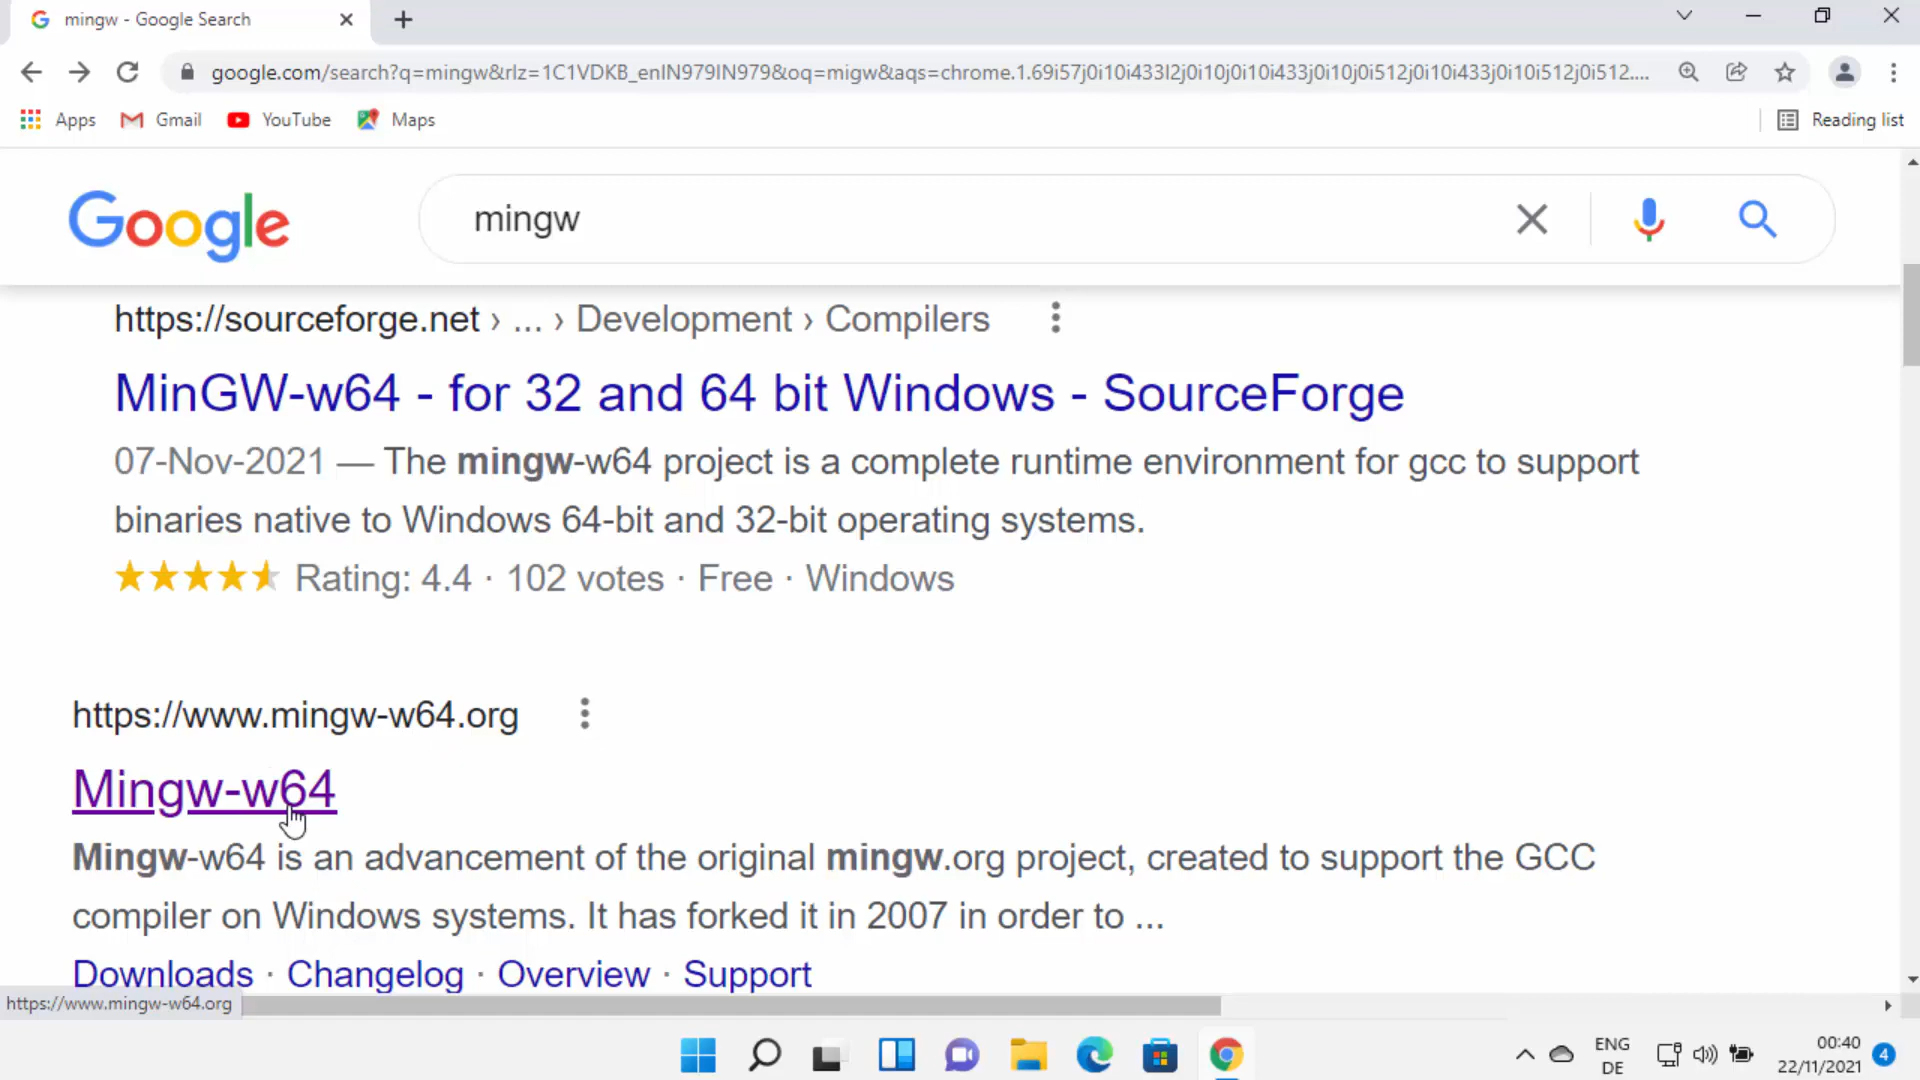 mingw - Google Search
google.com/search?q=mingw&rlz=1C1VDKB_enIN979IN979&oq=migw&aqs=chrome.1.69i57j0i10i433l2j0i10j0i10i433j0i10j0i512j0i10i433j0i10i512j0i512....
Apps Gmail YouTube Maps Reading list
Google mingw
https://sourceforge.net › ... › Development › Compilers
MinGW-w64 - for 32 and 64 bit Windows - SourceForge
07-Nov-2021 — The mingw-w64 project is a complete runtime environment for gcc to support
binaries native to Windows 64-bit and 32-bit operating systems.
Rating: 4.4 · 102 votes · Free · Windows
https://www.mingw-w64.org
Mingw-w64
Mingw-w64 is an advancement of the original mingw.org project, created to support the GCC
compiler on Windows systems. It has forked it in 2007 in order to ...
Downloads · Changelog · Overview · Support
https://www.mingw-w64.org
ENG
DE
00:40
22/11/2021
4